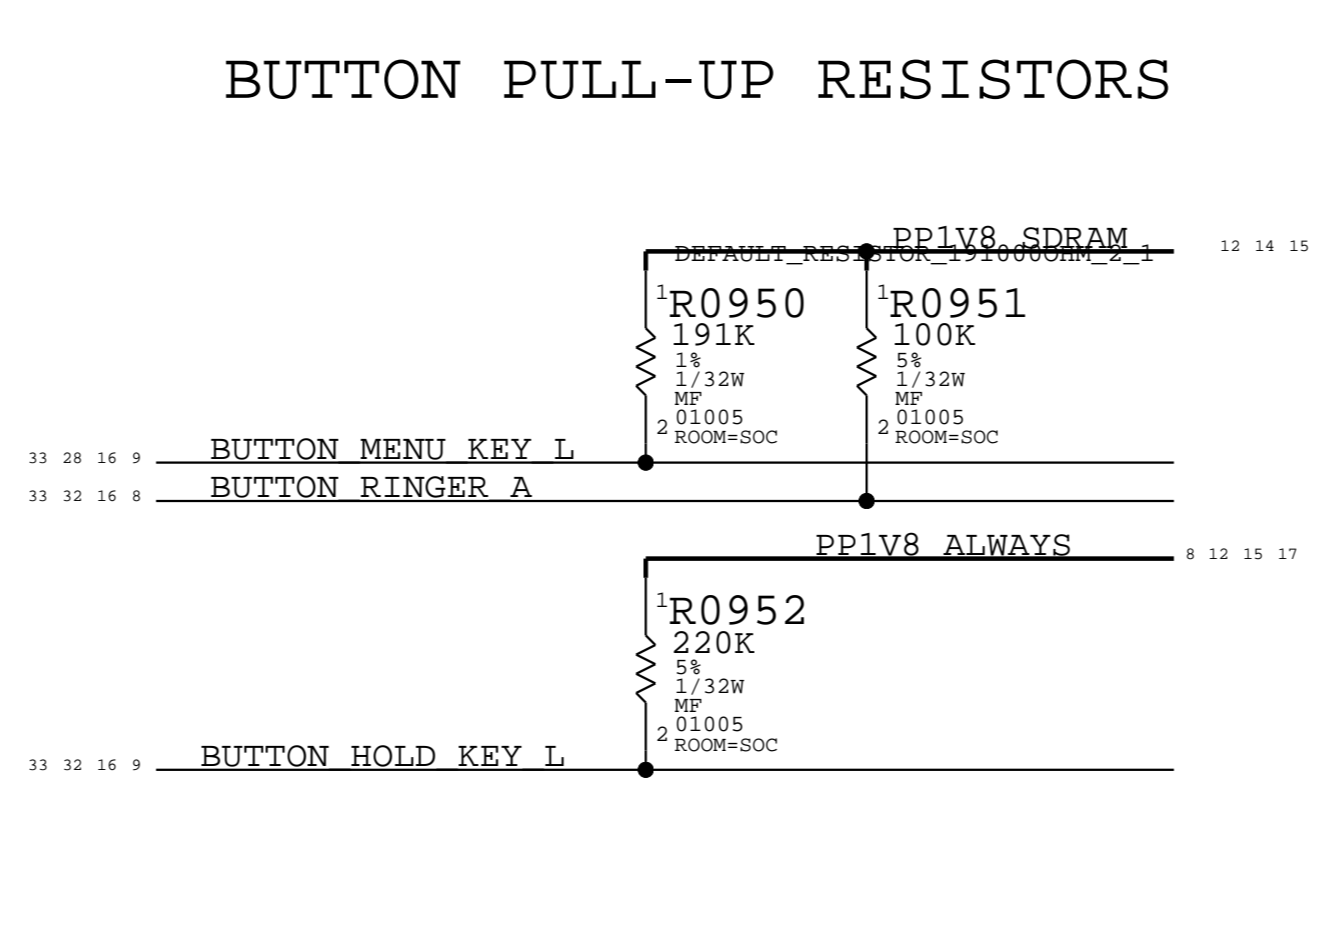 BUTTON PULL-UP RESISTORS
PP1V8_SDRAM
12 14 15
DEFAULT_RESISTOR_191000OHM_2_1
1
R0950
191K
1%
1/32W
MF
01005
2
ROOM=SOC
1
R0951
100K
5%
1/32W
MF
01005
2
ROOM=SOC
33 28 16 9
BUTTON_MENU_KEY_L
33 32 16 8
BUTTON_RINGER_A
PP1V8_ALWAYS
8 12 15 17
1
R0952
220K
5%
1/32W
MF
01005
2
ROOM=SOC
33 32 16 9
BUTTON_HOLD_KEY_L